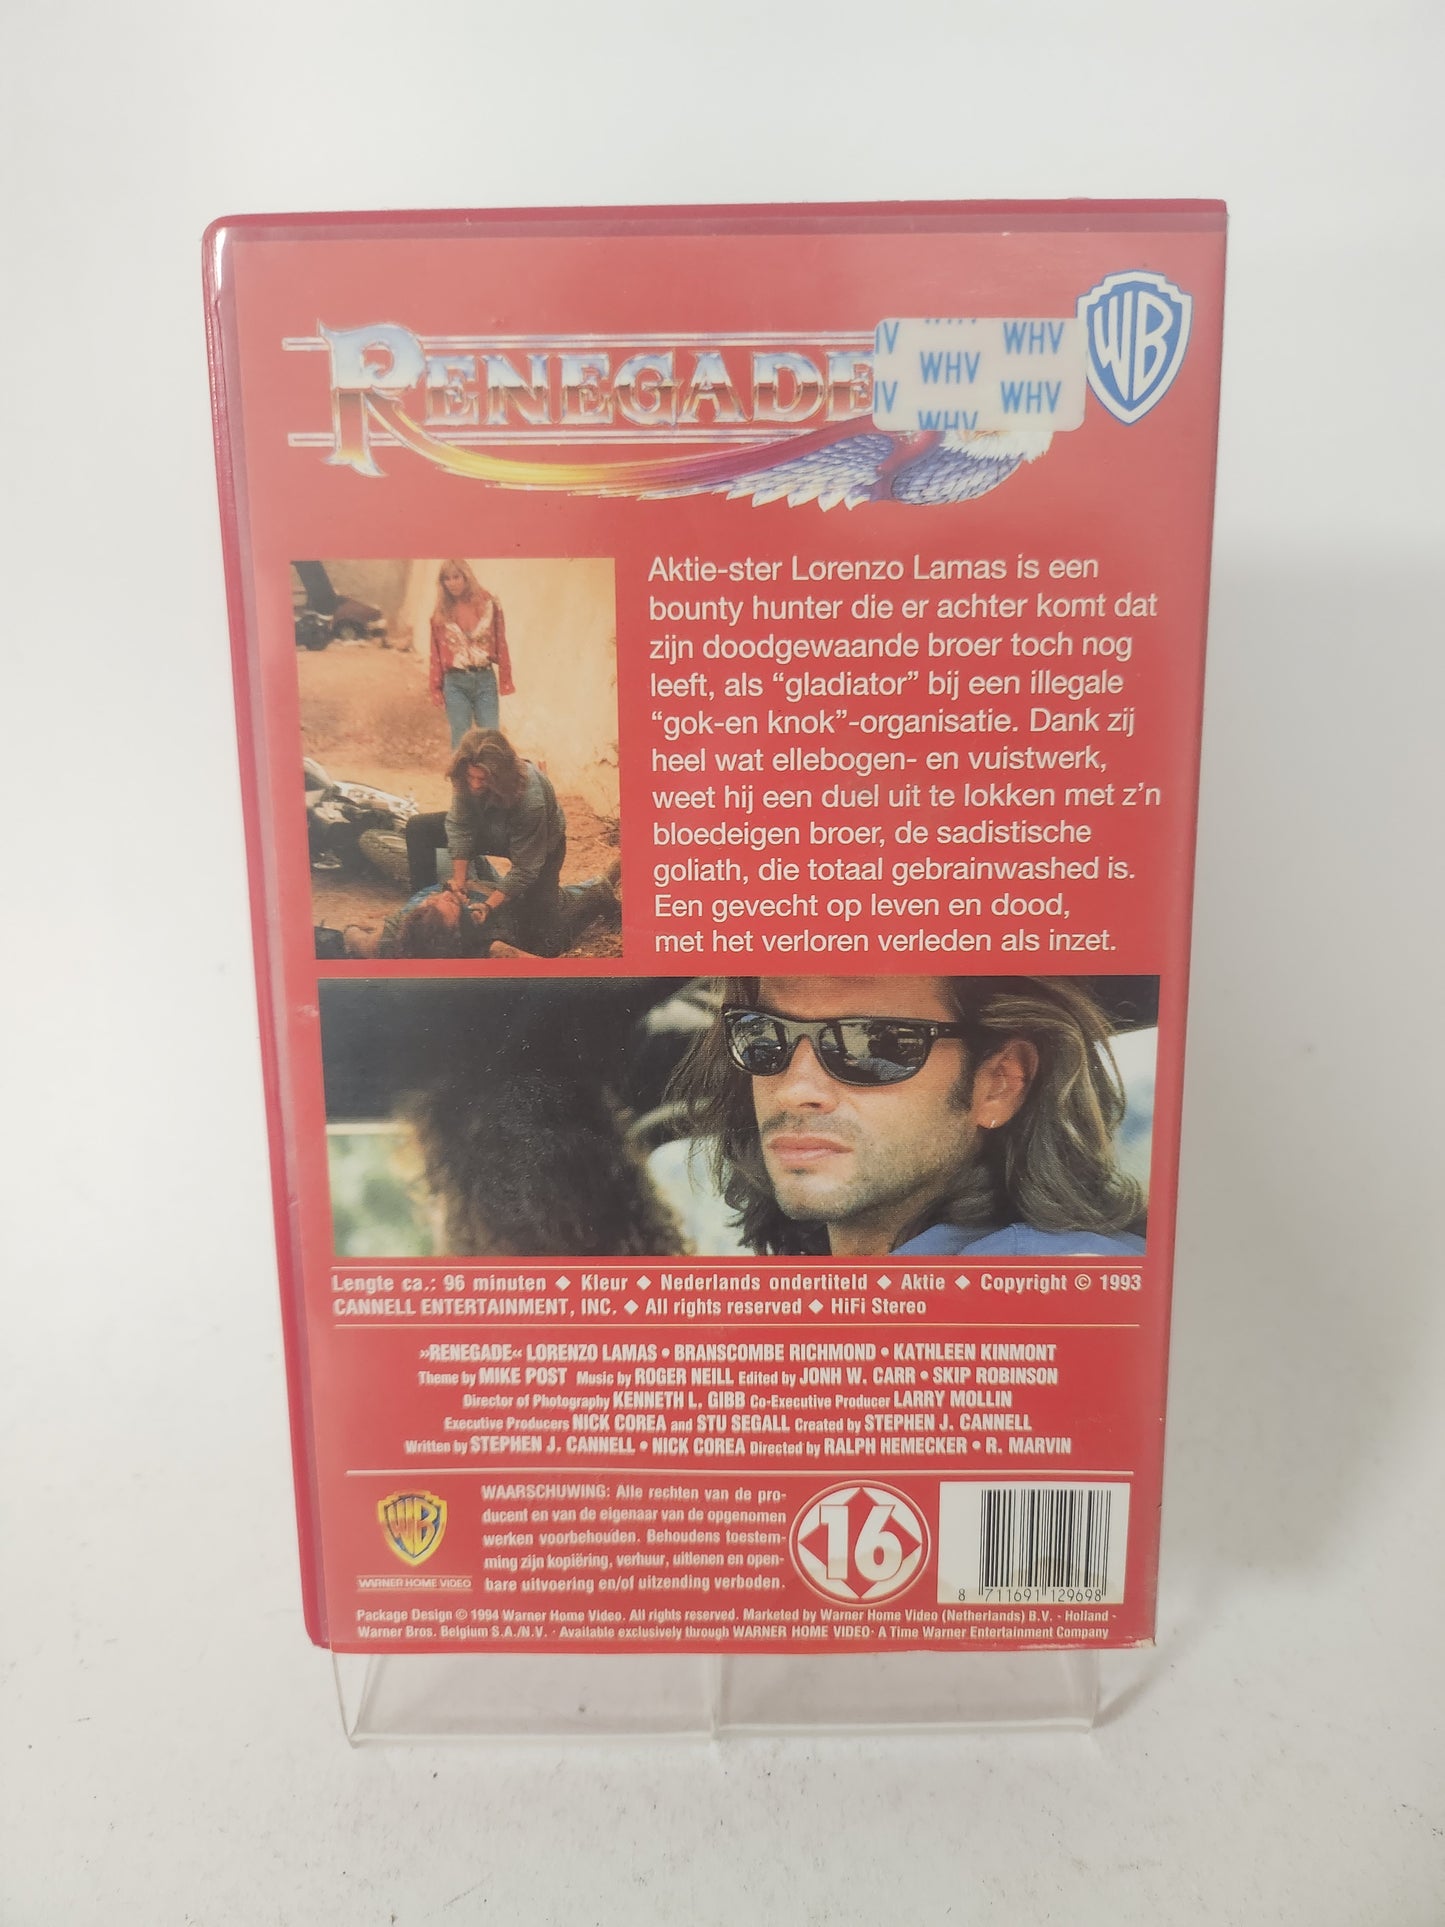 RENEGADE
WHV
WHV
WHV
WHV
WB
Aktie-ster Lorenzo Lamas is een
bounty hunter die er achter komt dat
zijn doodgewaande broer toch nog
leeft, als “gladiator” bij een illegale
“gok-en knok”-organisatie. Dank zij
heel wat ellebogen- en vuistwerk,
weet hij een duel uit te lokken met z’n
bloedeigen broer, de sadistische
goliath, die totaal gebrainwashed is.
Een gevecht op leven en dood,
met het verloren verleden als inzet.
Lengte ca.: 96 minuten ◆ Kleur ◆ Nederlands ondertiteld ◆ Aktie ◆ Copyright © 1993
CANNELL ENTERTAINMENT, INC. ◆ All rights reserved ◆ HiFi Stereo
»RENEGADE« LORENZO LAMAS • BRANSCOMBE RICHMOND • KATHLEEN KINMONT
Theme by MIKE POST Music by ROGER NEILL Edited by JONH W. CARR • SKIP ROBINSON
Director of Photography KENNETH L. GIBB Co-Executive Producer LARRY MOLLIN
Executive Producers NICK COREA and STU SEGALL Created by STEPHEN J. CANNELL
Written by STEPHEN J. CANNELL • NICK COREA Directed by RALPH HEMECKER • R. MARVIN
WB
WARNER HOME VIDEO
WAARSCHUWING: Alle rechten van de pro-
ducent en van de eigenaar van de opgenomen
werken voorbehouden. Behoudens toestem-
ming zijn kopiëring, verhuur, uitlenen en open-
bare uitvoering en/of uitzending verboden.
16
8 711691 129698
Package Design © 1994 Warner Home Video. All rights reserved. Marketed by Warner Home Video (Netherlands) B.V. - Holland -
Warner Bros. Belgium S.A./N.V. · Available exclusively through WARNER HOME VIDEO· A Time Warner Entertainment Company